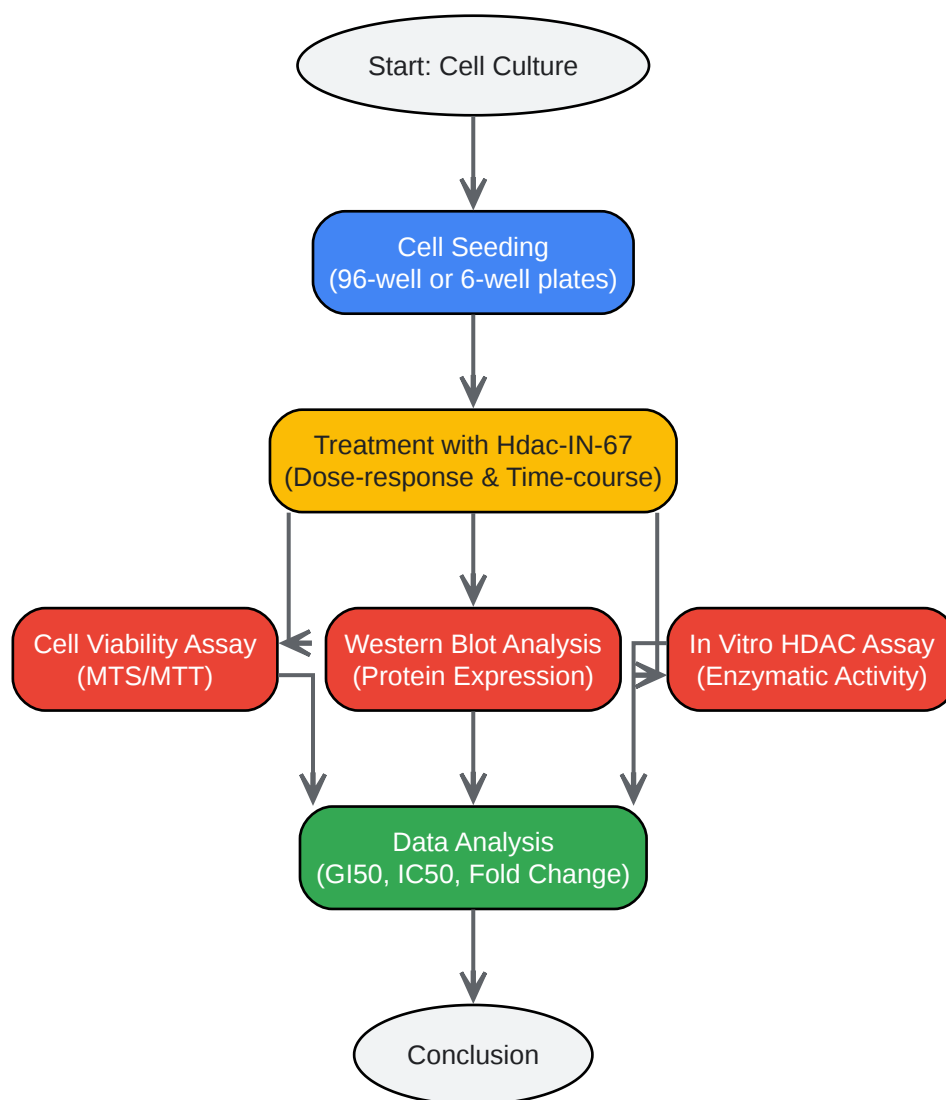 Start: Cell Culture
Cell Seeding
(96-well or 6-well plates)
Treatment with Hdac-IN-67
(Dose-response & Time-course)
Cell Viability Assay
(MTS/MTT)
Western Blot Analysis
(Protein Expression)
In Vitro HDAC Assay
(Enzymatic Activity)
Data Analysis
(GI50, IC50, Fold Change)
Conclusion